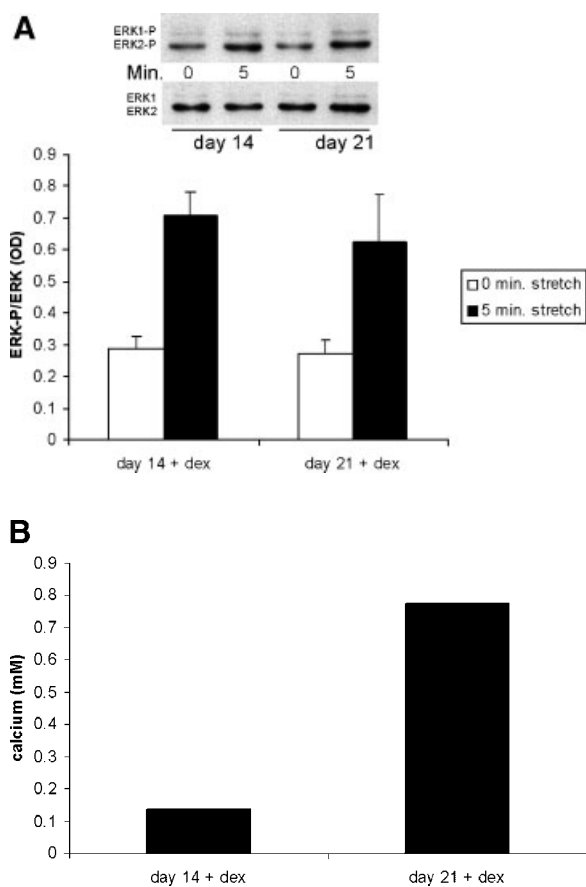 A
ERK1-P
ERK2-P
Min. 0 5 0 5
ERK1
ERK2
day 14 day 21
0.9
0.8
0.7
0.6
0.5
0.4
0.3
0.2
0.1
0
ERK-P/ERK (OD)
0 min. stretch
5 min. stretch
day 14 + dex day 21 + dex
B
0.9
0.8
0.7
0.6
0.5
0.4
0.3
0.2
0.1
0
calcium (mM)
day 14 + dex day 21 + dex